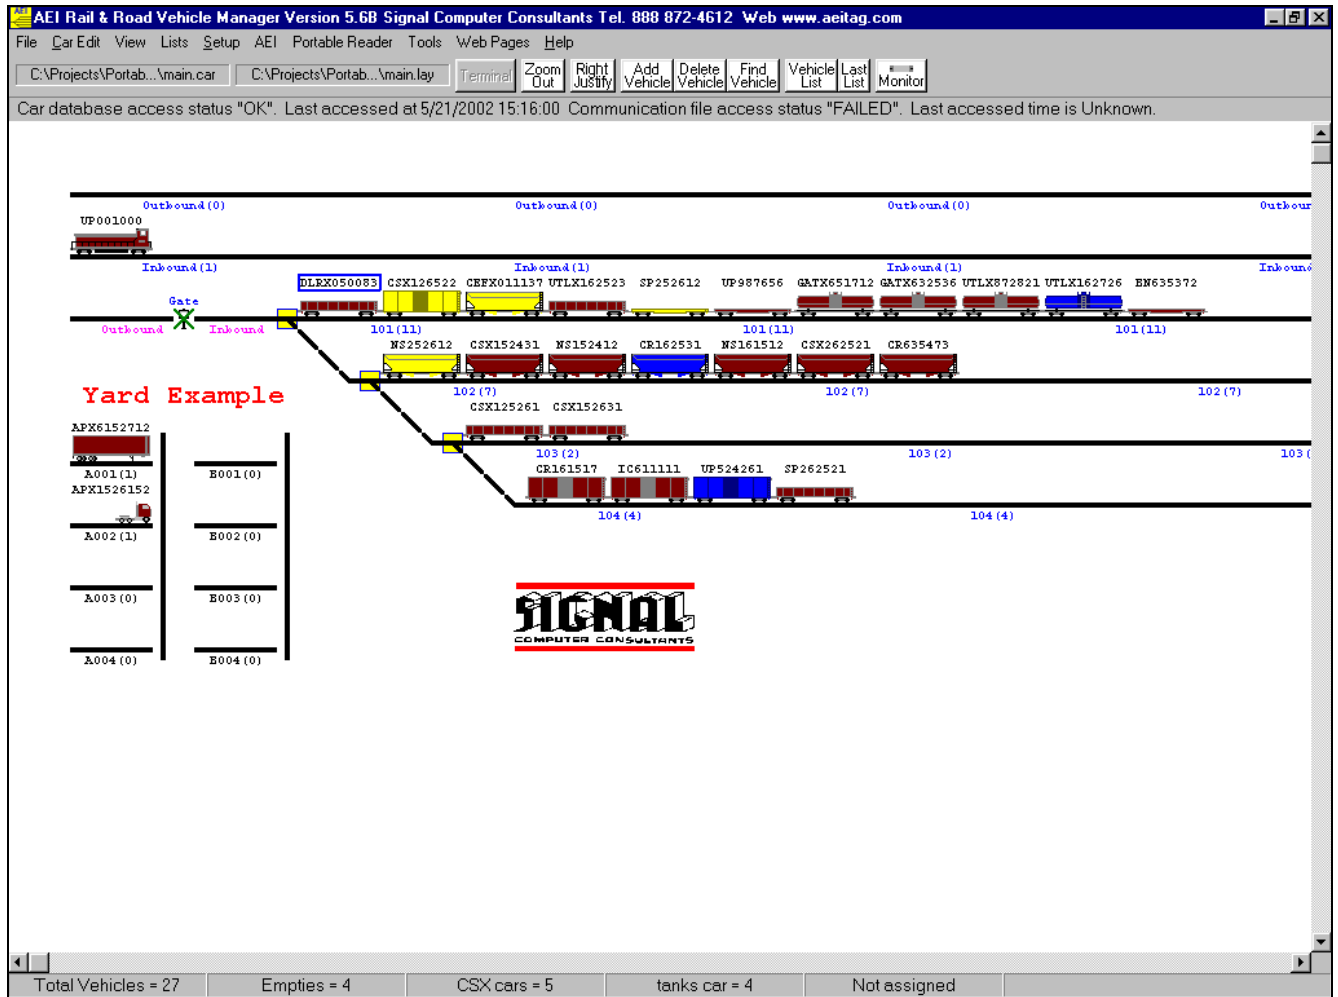 AEI Rail & Road Vehicle Manager Version 5.6B Signal Computer Consultants Tel. 888 872-4612 Web www.aeitag.com
File Car Edit View Lists Setup AEI Portable Reader Tools Web Pages Help
C:\Projects\Portab...\main.car C:\Projects\Portab...\main.lay Terminal Zoom Out Right Justify Add Vehicle Delete Vehicle Find Vehicle Vehicle List Last List Monitor
Car database access status "OK". Last accessed at 5/21/2002 15:16:00 Communication file access status "FAILED". Last accessed time is Unknown.
Outbound(0) Outbound(0) Outbound(0) Outbour
UP001000
Inbound(1) Inbound(1) Inbound(1) Inbound
DLRX050083 CSX126522 CEFX011137 UTLX162523 SP252612 UP987656 GATX651712 GATX632536 UTLX872821 UTLX162726 BN635372
Gate
Outbound Inbound 101(11) 101(11) 101(11)
NS252612 CSX152431 NS152412 CR162531 NS161512 CSX262521 CR635473
102(7) 102(7) 102(7)
Yard Example
CSX125261 CSX152631
APX6152712
103(2) 103(2) 103(
CR161517 IC611111 UP524261 SP262521
A001(1) B001(0)
APX1526152
104(4) 104(4)
A002(1) B002(0)
A003(0) B003(0)
SIGNAL
COMPUTER CONSULTANTS
A004(0) B004(0)
Total Vehicles = 27 Empties = 4 CSX cars = 5 tanks car = 4 Not assigned